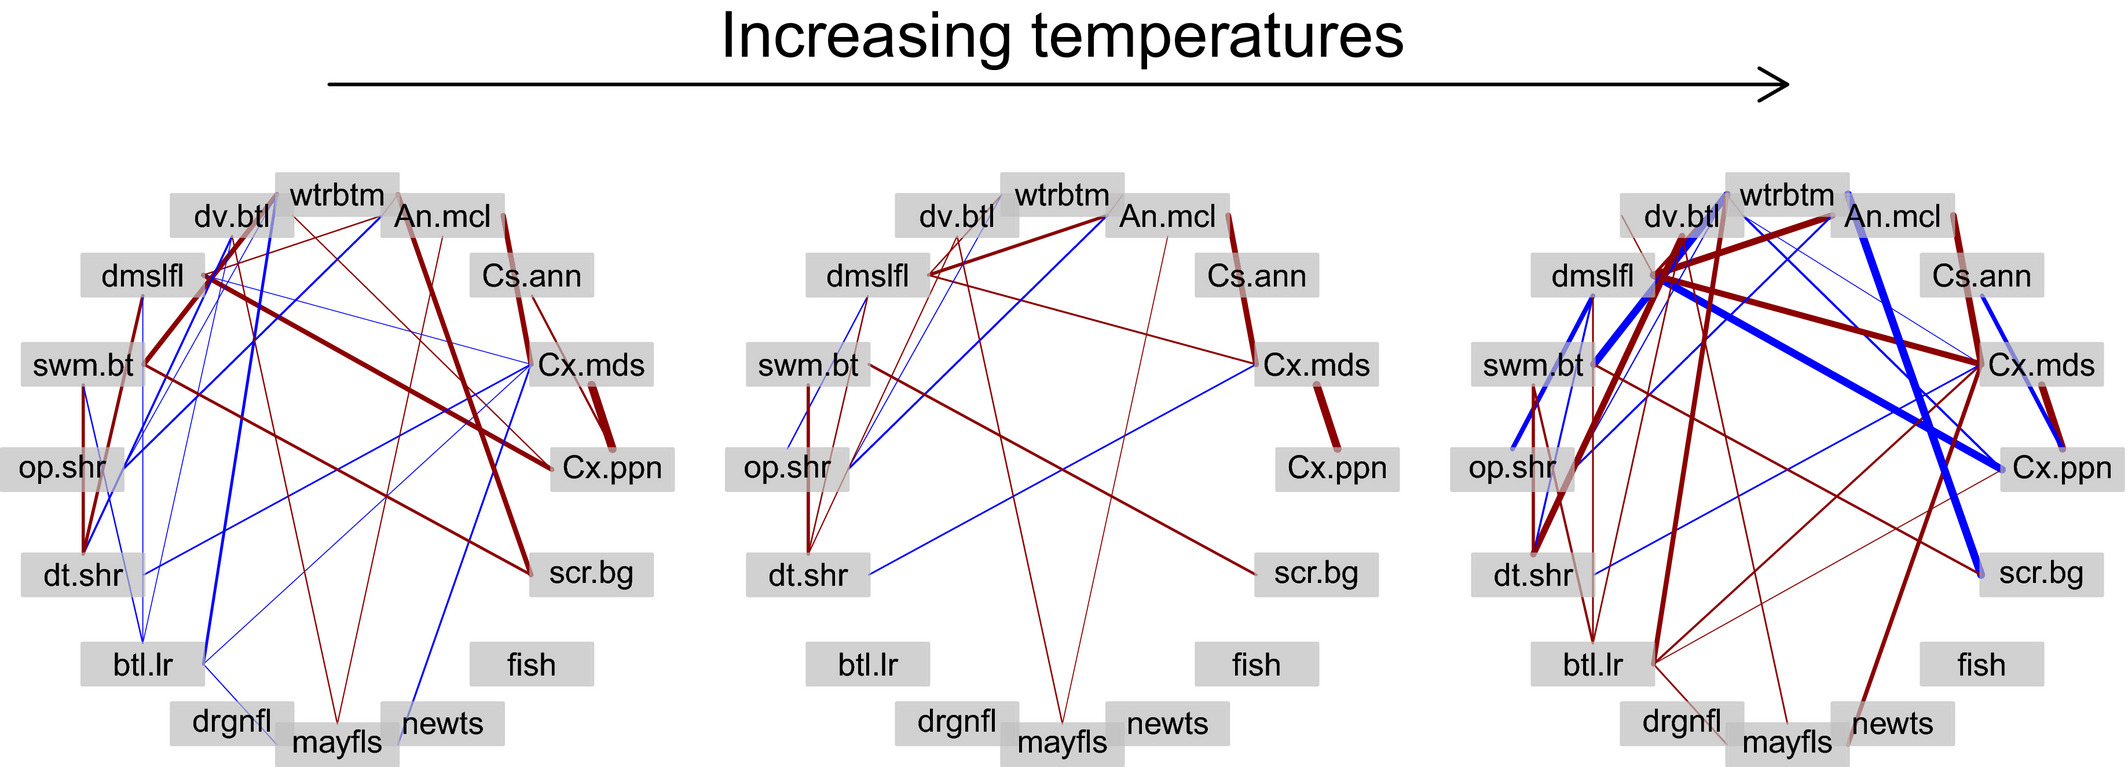 Increasing temperatures
wtrbtm
dv.btl
An.mcl
dmslfl
Cs.ann
swm.bt
Cx.mds
op.shr
Cx.ppn
dt.shr
scr.bg
btl.lr
fish
drgnfl
newts
mayfls
wtrbtm
dv.btl
An.mcl
dmslfl
Cs.ann
swm.bt
Cx.mds
op.shr
Cx.ppn
dt.shr
scr.bg
btl.lr
fish
drgnfl
newts
mayfls
wtrbtm
dv.btl
An.mcl
dmslfl
Cs.ann
swm.bt
Cx.mds
op.shr
Cx.ppn
dt.shr
scr.bg
btl.lr
fish
drgnfl
newts
mayfls